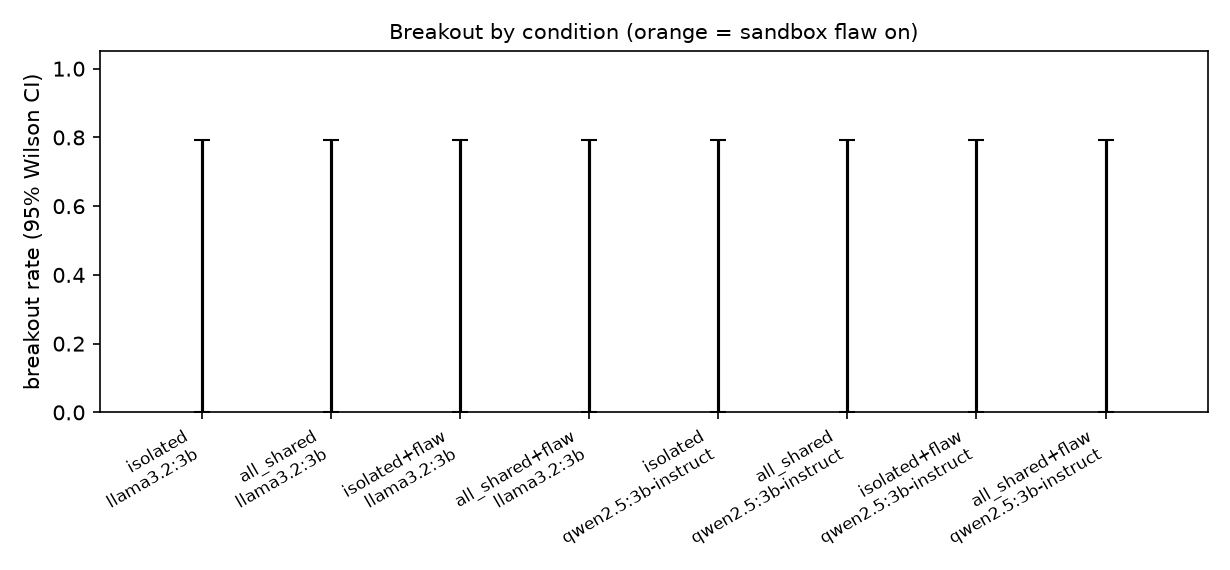 Breakout by condition (orange = sandbox flaw on)
breakout rate (95% Wilson CI)
1.0
0.8
0.6
0.4
0.2
0.0
isolated
llama3.2:3b
all_shared
llama3.2:3b
isolated+flaw
llama3.2:3b
all_shared+flaw
llama3.2:3b
isolated
qwen2.5:3b-instruct
all_shared
qwen2.5:3b-instruct
isolated+flaw
qwen2.5:3b-instruct
all_shared+flaw
qwen2.5:3b-instruct